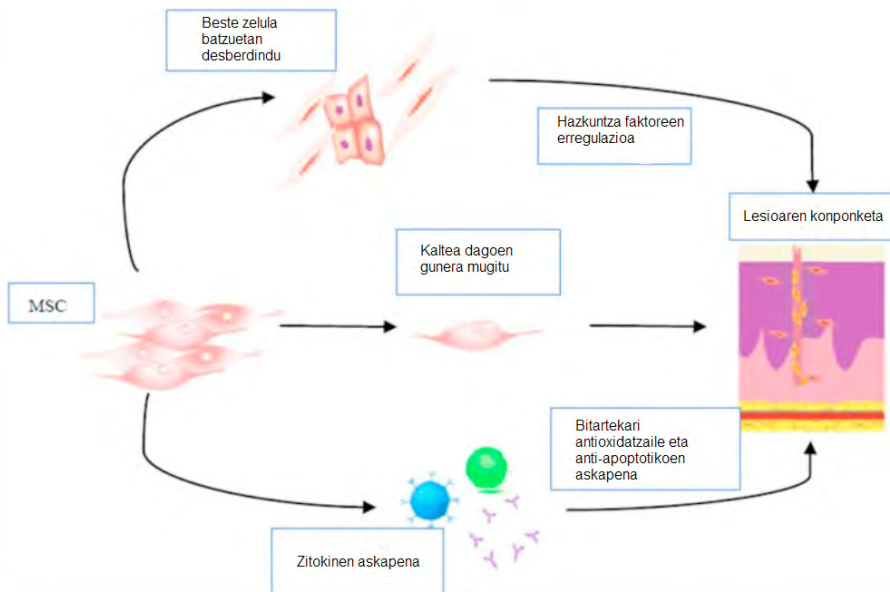 Beste zelula
batzuetan
desberdindu
Hazkuntza faktoreen
erregulazioa
Lesioaren konponketa
Kaltea dagoen
gunera mugitu
MSC
Bitartekari
antioxidatzaile eta
anti-apoptotikoen
askapena
Zitokinen askapena